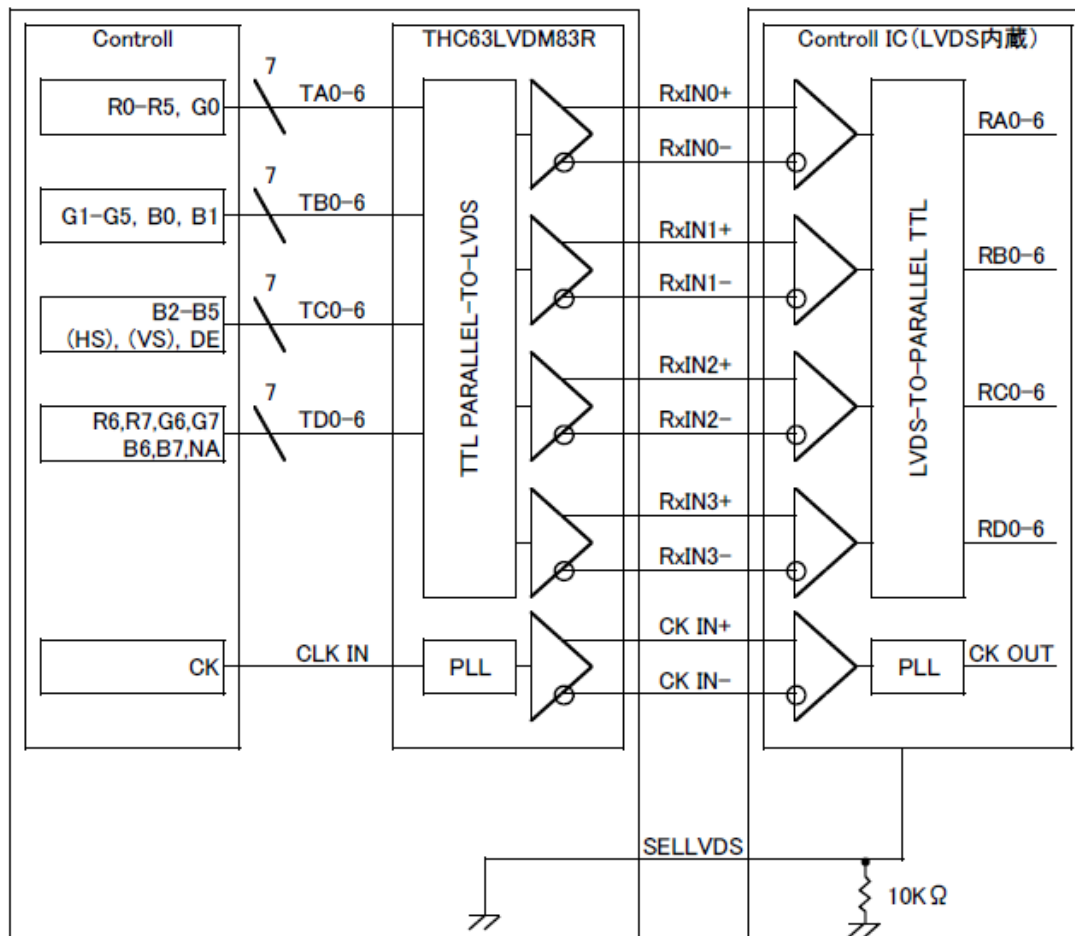 Controll
THC63LVDM83R
Controll IC(LVDS内蔵)
R0-R5, G0
7
TA0-6
RxIN0+
RxIN0-
RA0-6
G1-G5, B0, B1
7
TB0-6
RxIN1+
RxIN1-
RB0-6
B2-B5
(HS), (VS), DE
7
TC0-6
RxIN2+
RxIN2-
RC0-6
R6,R7,G6,G7
B6,B7,NA
7
TD0-6
RxIN3+
RxIN3-
RD0-6
TTL PARALLEL-TO-LVDS
LVDS-TO-PARALLEL TTL
CK
CLK IN
PLL
CK IN+
CK IN-
PLL
CK OUT
SELLVDS
10KΩ